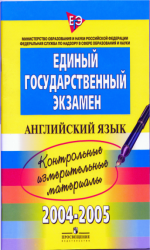 ЕГЭ
МИНИСТЕРСТВО ОБРАЗОВАНИЯ И НАУКИ РОССИЙСКОЙ ФЕДЕРАЦИИ
ФЕДЕРАЛЬНАЯ СЛУЖБА ПО НАДЗОРУ В СФЕРЕ ОБРАЗОВАНИЯ И НАУКИ
ЕДИНЫЙ
ГОСУДАРСТВЕННЫЙ
ЭКЗАМЕН
АНГЛИЙСКИЙ ЯЗЫК
Контрольные
измерительные
материалы
2004-2005
ПРОСВЕЩЕНИЕ